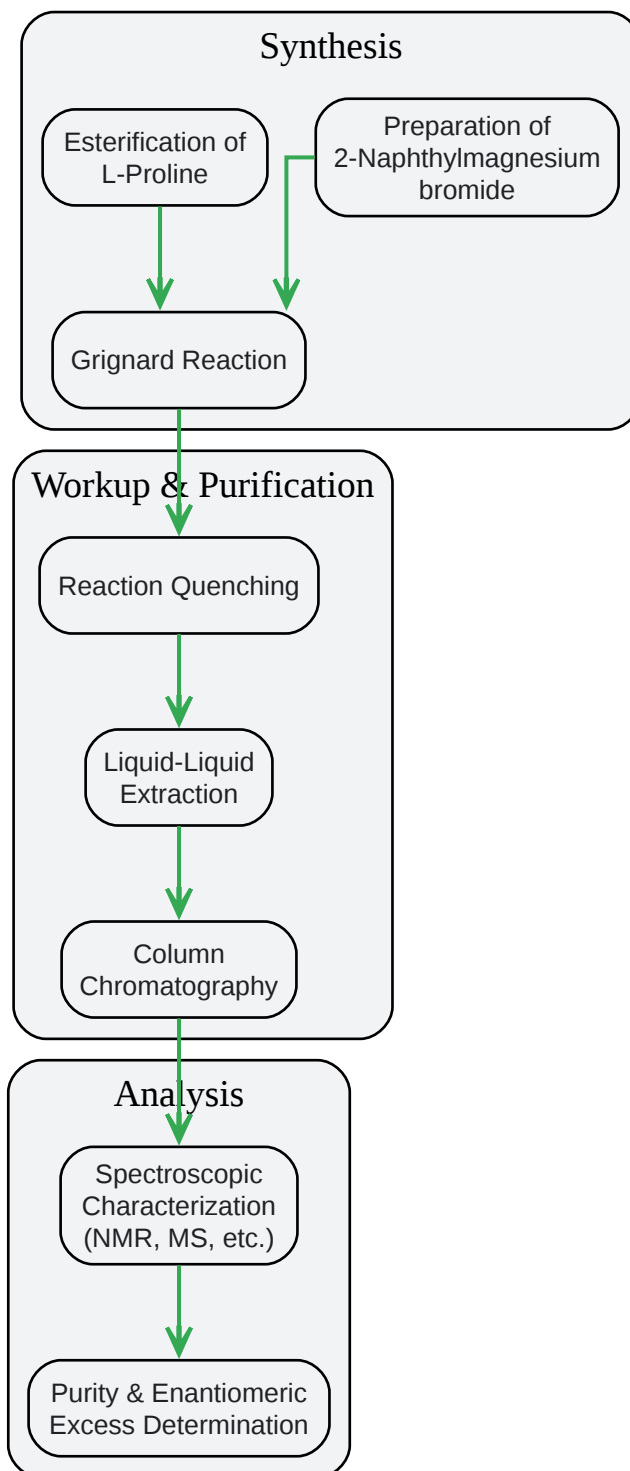 Synthesis
Esterification of
L-Proline
Preparation of
2-Naphthylmagnesium
bromide
Grignard Reaction
Workup & Purification
Reaction Quenching
Liquid-Liquid
Extraction
Column
Chromatography
Analysis
Spectroscopic
Characterization
(NMR, MS, etc.)
Purity & Enantiomeric
Excess Determination